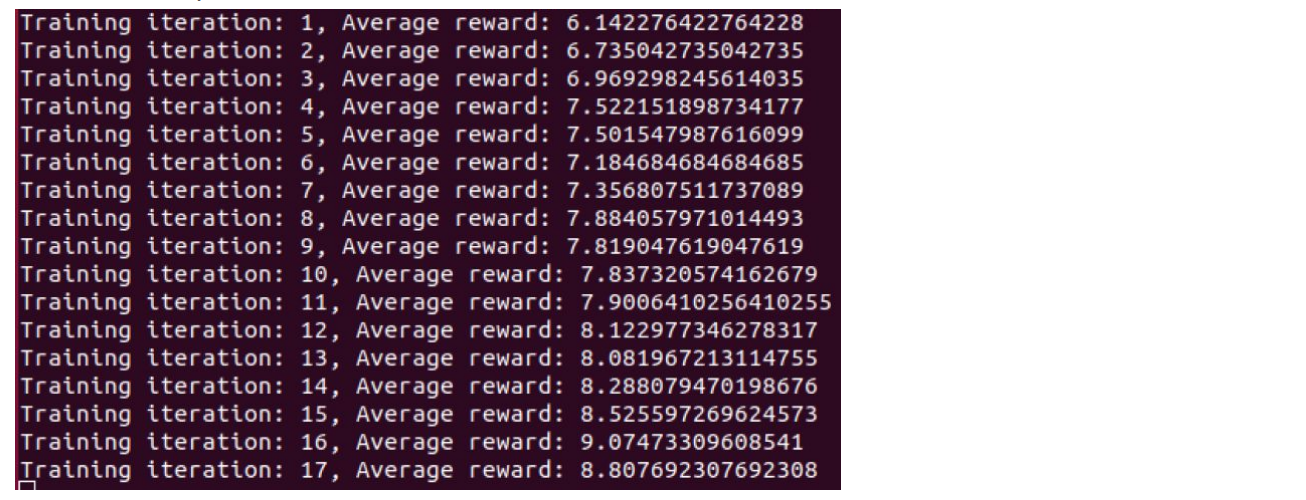 Training iteration: 1, Average reward: 6.142276422764228
Training iteration: 2, Average reward: 6.735042735042735
Training iteration: 3, Average reward: 6.969298245614035
Training iteration: 4, Average reward: 7.522151898734177
Training iteration: 5, Average reward: 7.501547987616099
Training iteration: 6, Average reward: 7.184684684684685
Training iteration: 7, Average reward: 7.356807511737089
Training iteration: 8, Average reward: 7.884057971014493
Training iteration: 9, Average reward: 7.819047619047619
Training iteration: 10, Average reward: 7.837320574162679
Training iteration: 11, Average reward: 7.9006410256410255
Training iteration: 12, Average reward: 8.122977346278317
Training iteration: 13, Average reward: 8.081967213114755
Training iteration: 14, Average reward: 8.288079470198676
Training iteration: 15, Average reward: 8.525597269624573
Training iteration: 16, Average reward: 9.07473309608541
Training iteration: 17, Average reward: 8.807692307692308